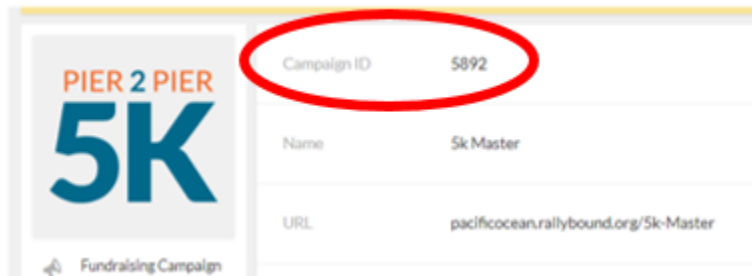 PIER 2 PIER
5K
Fundraising Campaign
Campaign ID 5892
Name 5k Master
URL pacificocean.rallybound.org/5k-Master